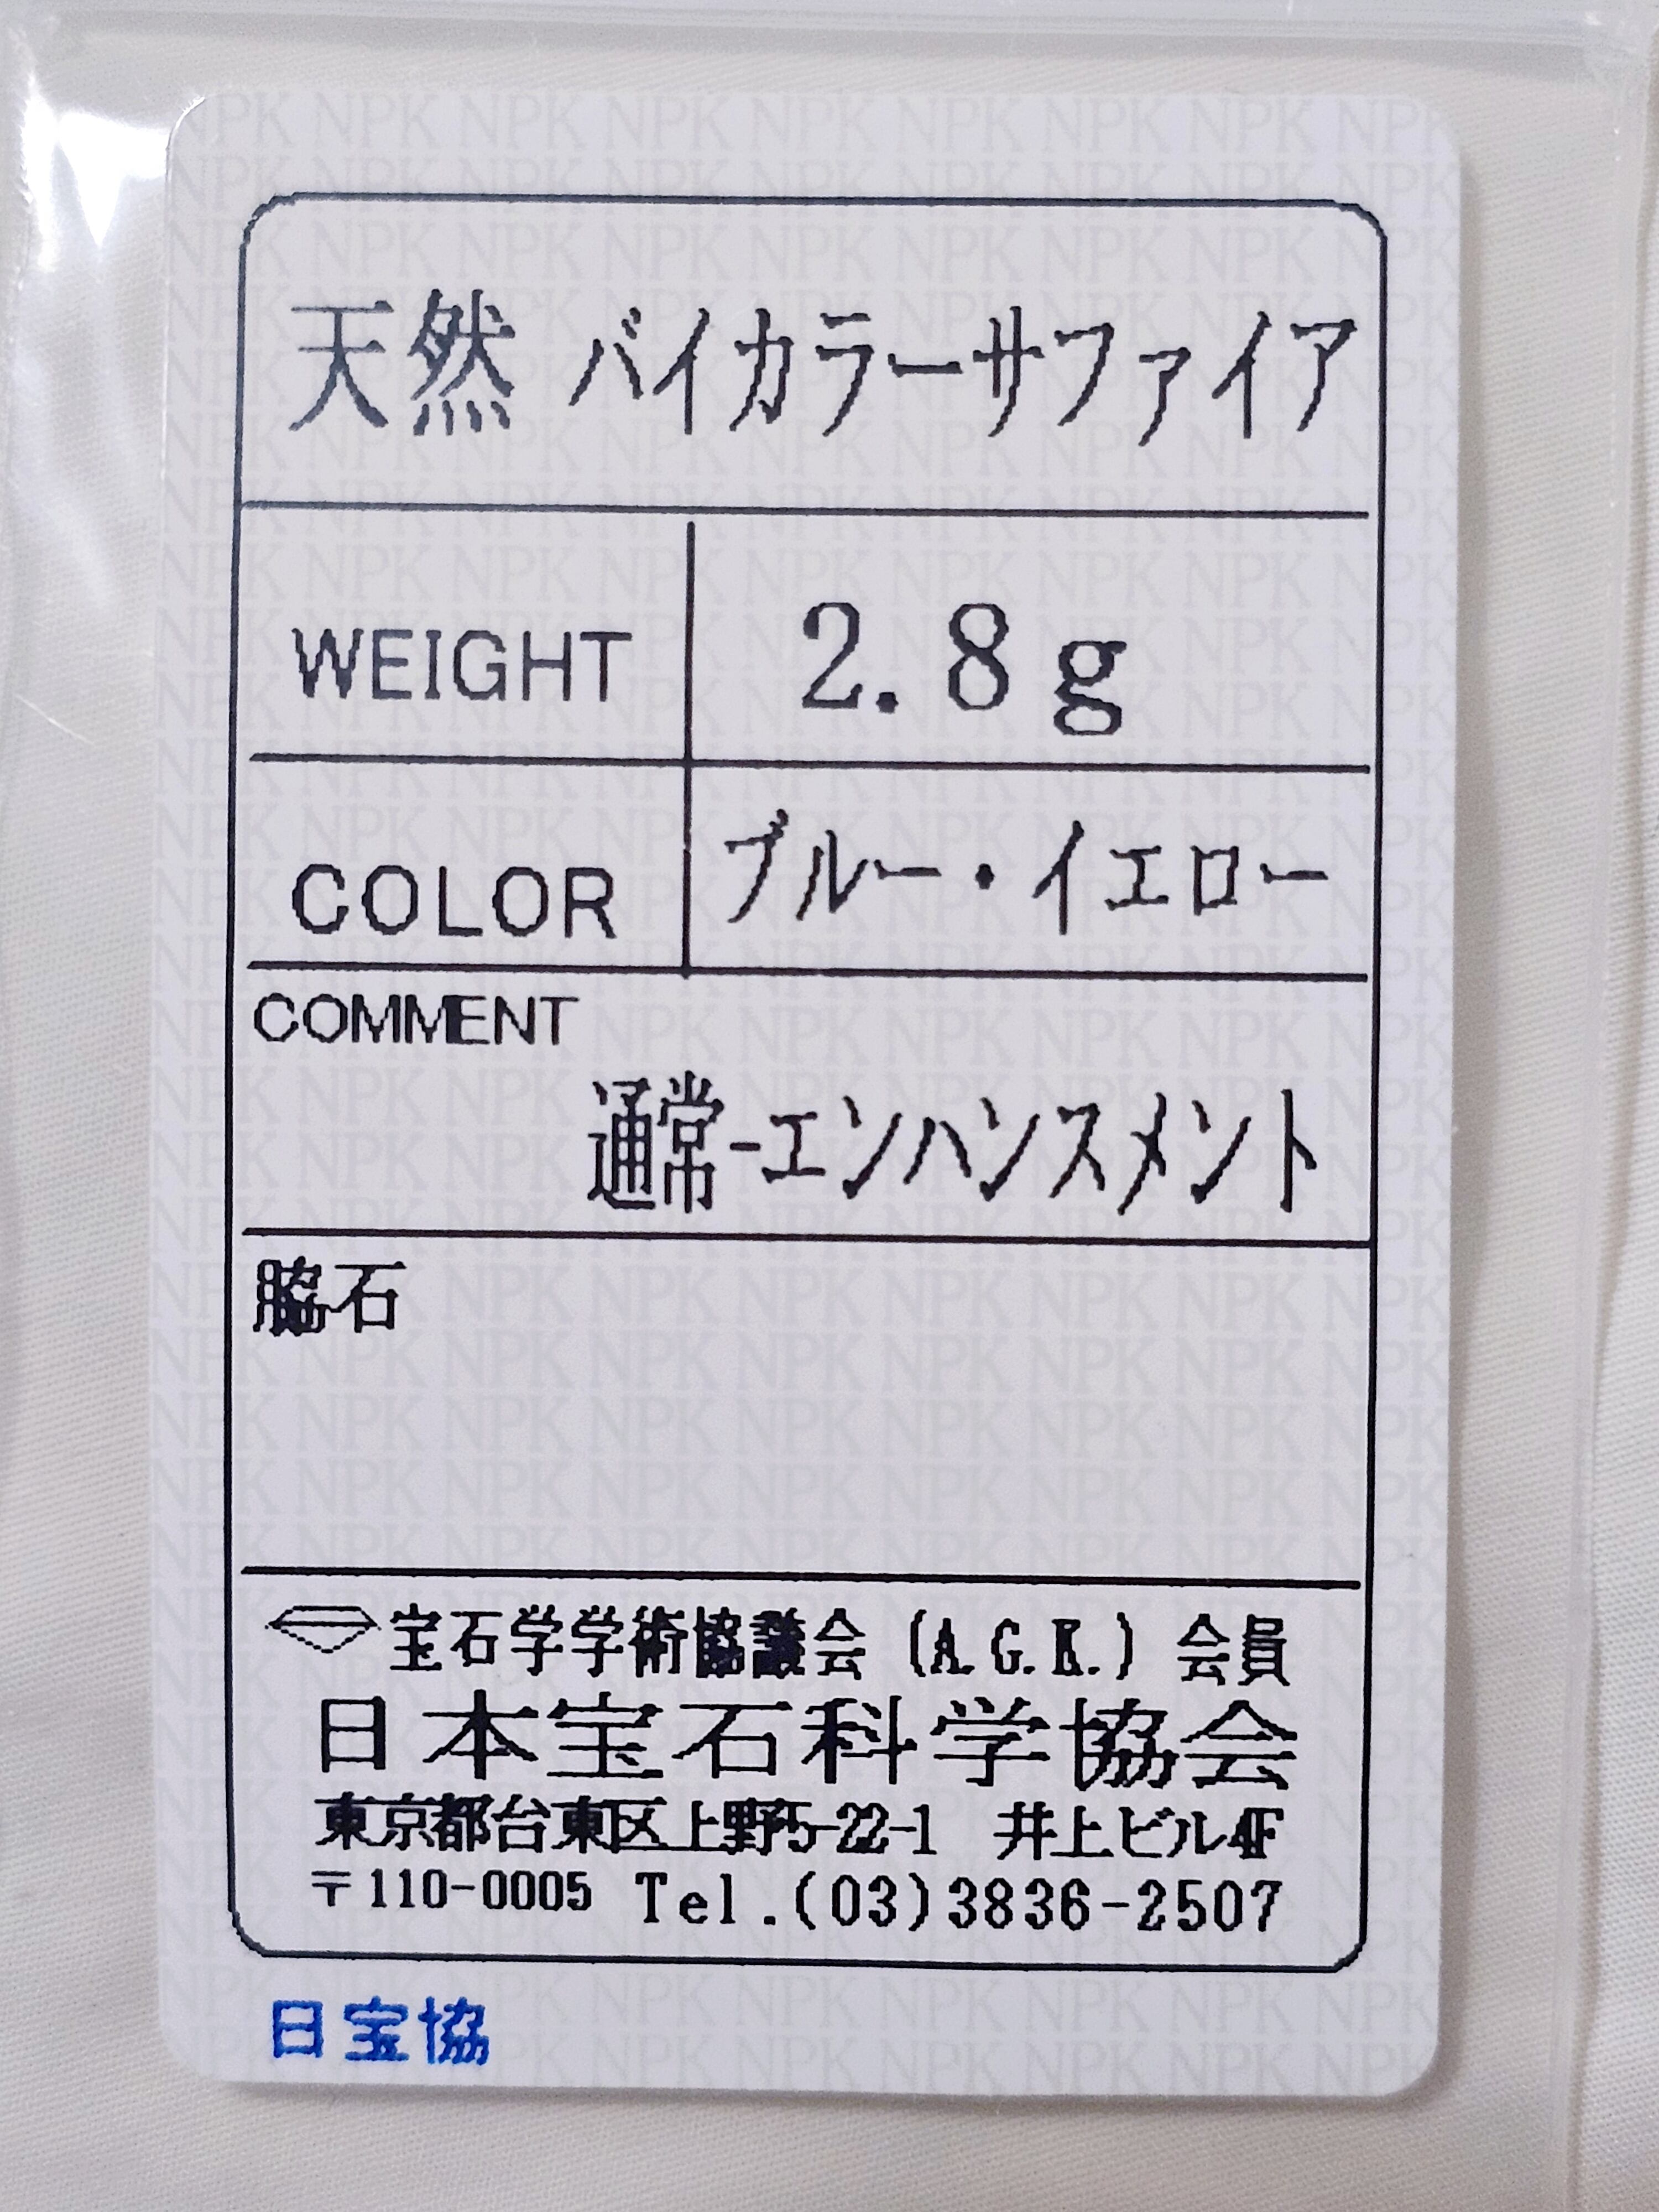 天然 バイカラーサファイア
WEIGHT 2.8g
COLOR ブルー・イエロー
COMMENT
通常-エンハンスメント
脇石
宝石学学術協議会 (A.G.K.) 会員
日本宝石科学協会
東京都台東区上野5-22-1 井上ビル4F
〒110-0005 Tel.(03)3836-2507
日宝協